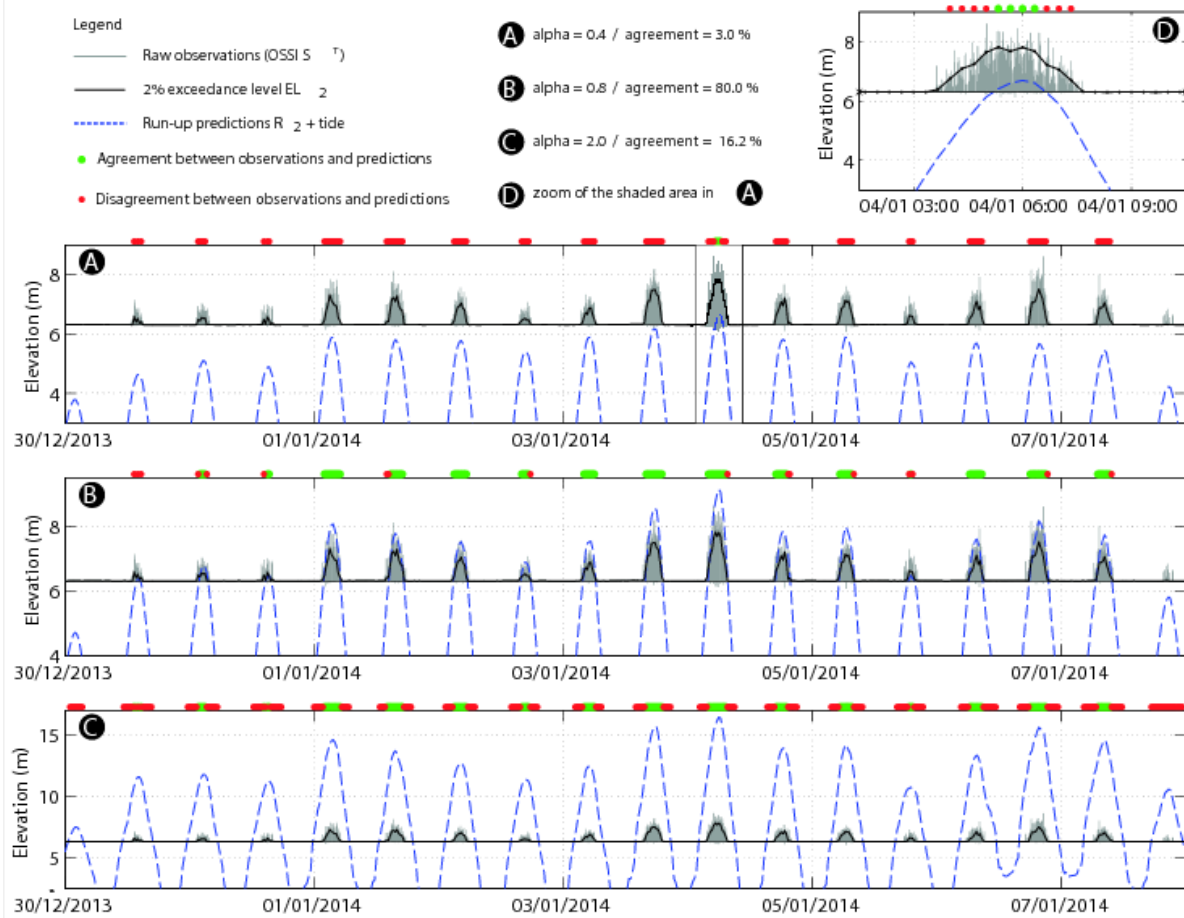 Legend
Raw observations (OSSI S T)
2% exceedance level EL 2
Run-up predictions R 2 + tide
Agreement between observations and predictions
Disagreement between observations and predictions
A alpha = 0.4 / agreement = 3.0 %
B alpha = 0.8 / agreement = 80.0 %
C alpha = 2.0 / agreement = 16.2 %
D zoom of the shaded area in A
D
Elevation (m)
8
6
4
04/01 03:00 04/01 06:00 04/01 09:00
A
Elevation (m)
8
6
4
30/12/2013 01/01/2014 03/01/2014 05/01/2014 07/01/2014
B
Elevation (m)
8
6
4
30/12/2013 01/01/2014 03/01/2014 05/01/2014 07/01/2014
C
Elevation (m)
15
10
5
30/12/2013 01/01/2014 03/01/2014 05/01/2014 07/01/2014